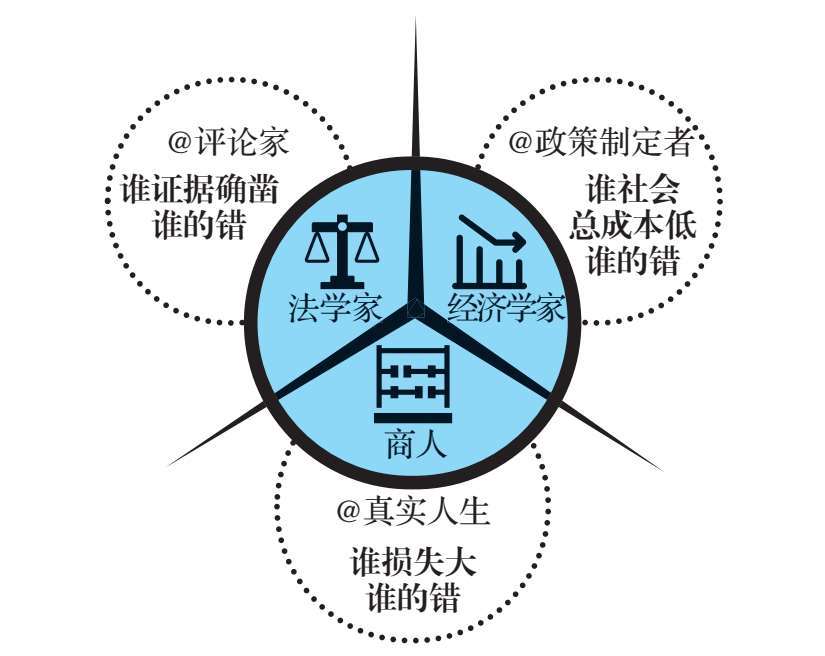 @评论家
谁证据确凿
谁的错
@政策制定者
谁社会
总成本低
谁的错
法学家
经济学家
商人
@真实人生
谁损失大
谁的错